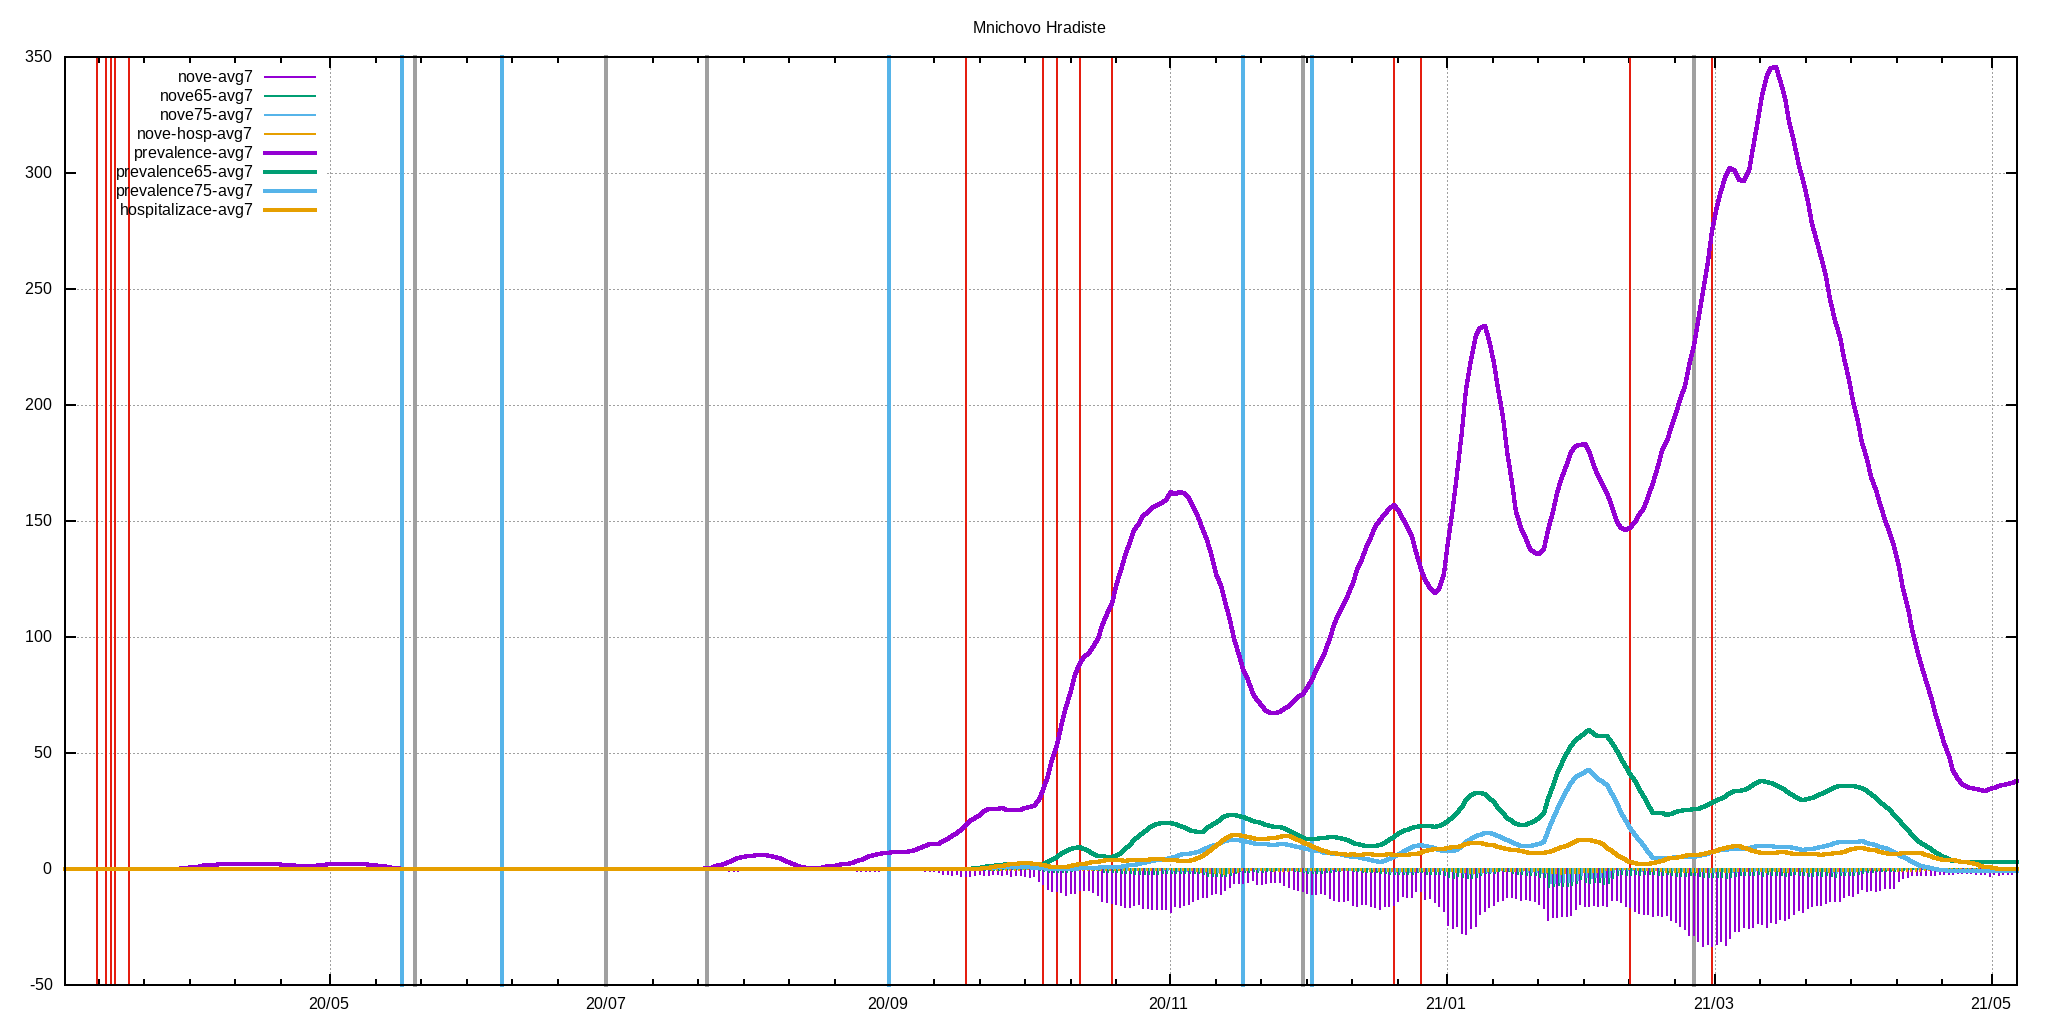 Mnichovo Hradiste
350
300
250
200
150
100
50
0
-50
nove-avg7
nove65-avg7
nove75-avg7
nove-hosp-avg7
prevalence-avg7
prevalence65-avg7
prevalence75-avg7
hospitalizace-avg7
20/05
20/07
20/09
20/11
21/01
21/03
21/05